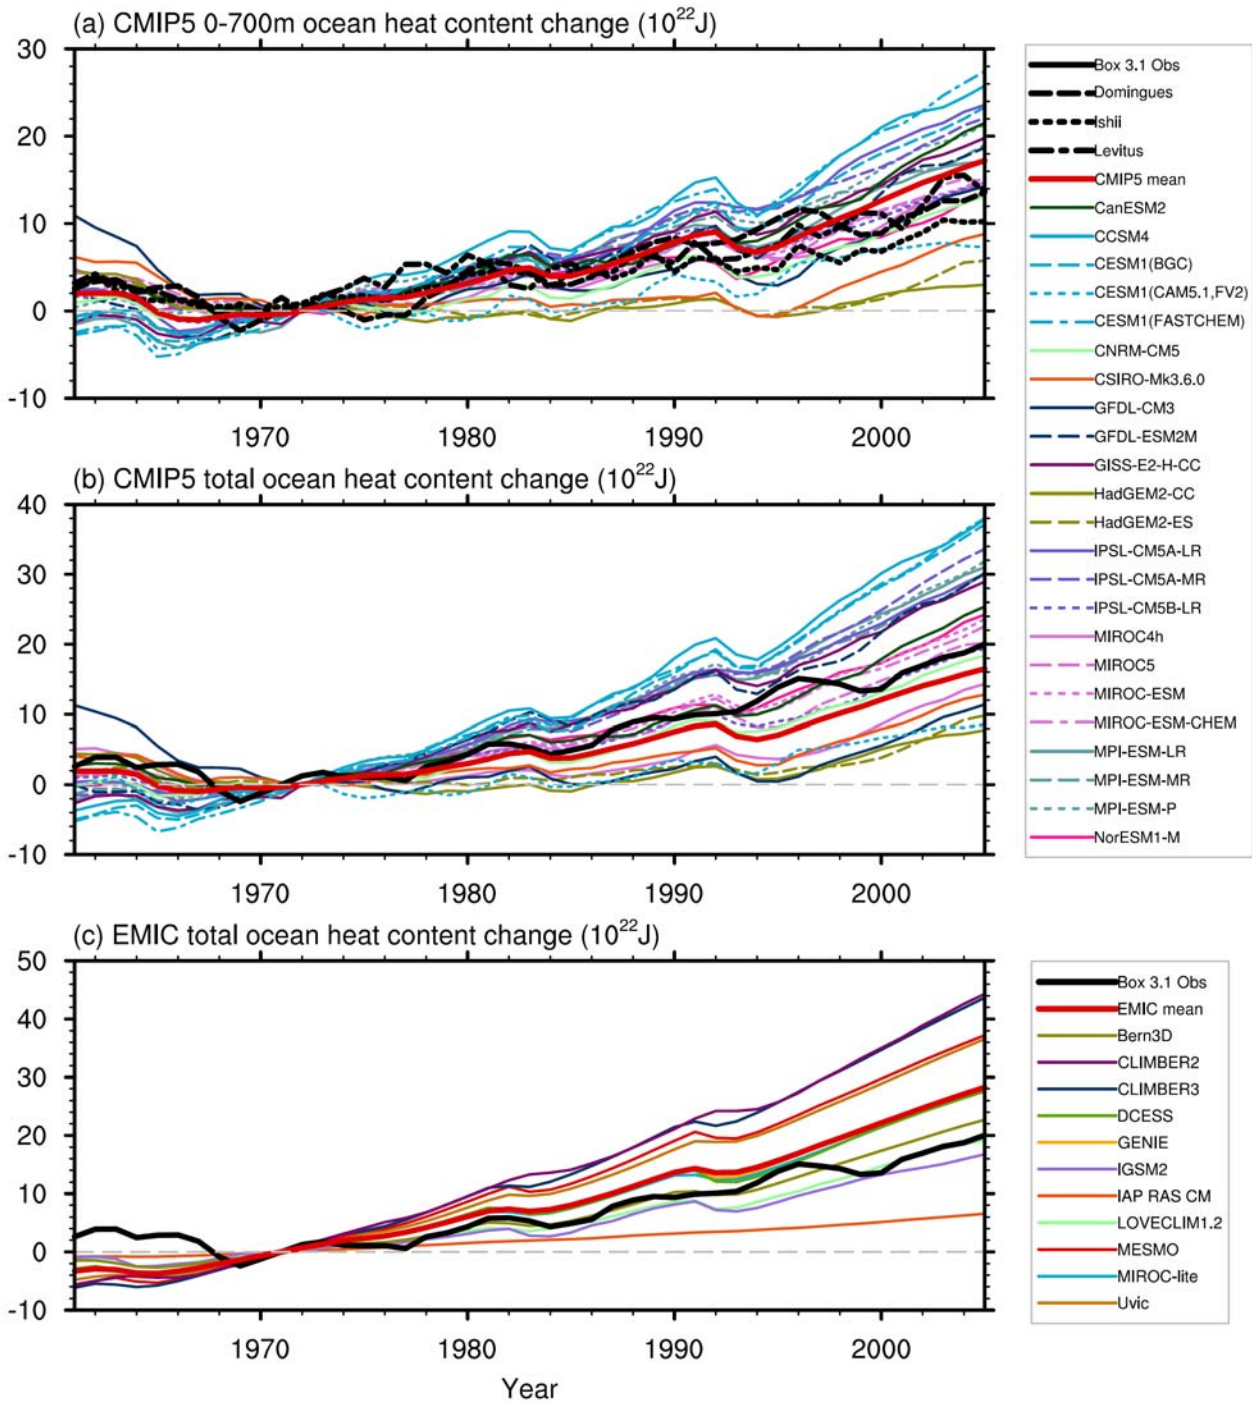 (a) CMIP5 0-700m ocean heat content change (10²²J)
30
20
10
0
-10
1970 1980 1990 2000
Box 3.1 Obs
Domingues
Ishii
Levitus
CMIP5 mean
CanESM2
CCSM4
CESM1(BGC)
CESM1(CAM5.1,FV2)
CESM1(FASTCHEM)
CNRM-CM5
CSIRO-Mk3.6.0
GFDL-CM3
GFDL-ESM2M
GISS-E2-H-CC
HadGEM2-CC
HadGEM2-ES
IPSL-CM5A-LR
IPSL-CM5A-MR
IPSL-CM5B-LR
MIROC4h
MIROC5
MIROC-ESM
MIROC-ESM-CHEM
MPI-ESM-LR
MPI-ESM-MR
MPI-ESM-P
NorESM1-M
(b) CMIP5 total ocean heat content change (10²²J)
40
30
20
10
0
-10
1970 1980 1990 2000
(c) EMIC total ocean heat content change (10²²J)
50
40
30
20
10
0
-10
1970 1980 1990 2000
Year
Box 3.1 Obs
EMIC mean
Bern3D
CLIMBER2
CLIMBER3
DCESS
GENIE
IGSM2
IAP RAS CM
LOVECLIM1.2
MESMO
MIROC-lite
Uvic